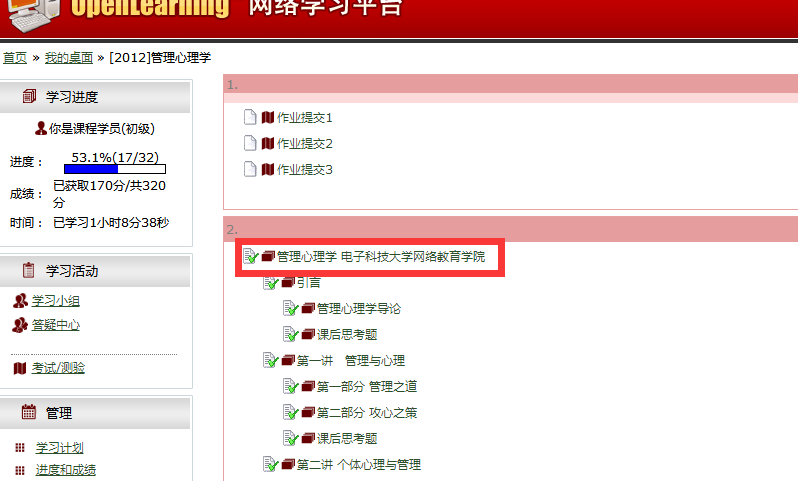 OpenLearning 网络学习平台
首页 » 我的桌面 » [2012]管理心理学
学习进度
你是课程学员(初级)
进度： 53.1%(17/32)
成绩： 已获取170分/共320
分
时间： 已学习1小时8分38秒
学习活动
学习小组
答疑中心
考试/测验
管理
学习计划
进度和成绩
1.
作业提交1
作业提交2
作业提交3
2.
管理心理学 电子科技大学网络教育学院
引言
管理心理学导论
课后思考题
第一讲　管理与心理
第一部分 管理之道
第二部分 攻心之策
课后思考题
第二讲 个体心理与管理